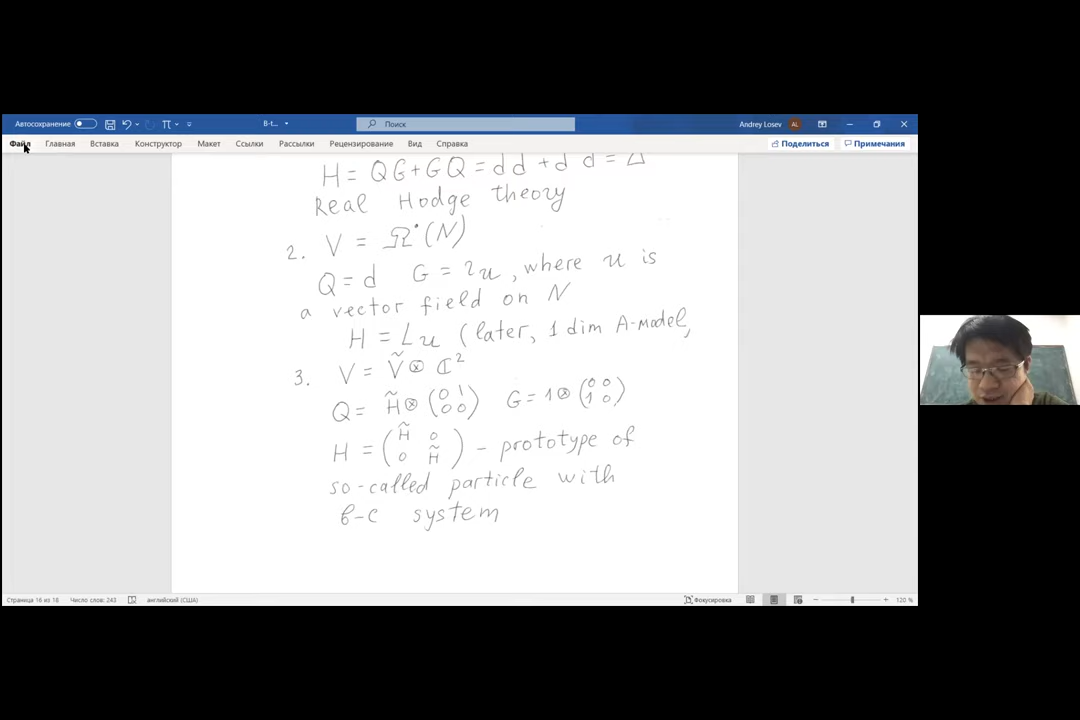 Автосохранение
B-t...
Поиск
Andrey Losev
AL
Файл Главная Вставка Конструктор Макет Ссылки Рассылки Рецензирование Вид Справка
Поделиться Примечания
H = QG + GQ = d d + d d = Δ
Real Hodge theory
2. V = Ω˙(N)
Q = d G = ɩu, where u is
a vector field on N
H = Lu (later, 1 dim A-model,
3. V = Ṽ ⊗ ℂ²
Q = H̃ ⊗ (0 1 0 0) G = 1 ⊗ (0 0 1 0)
H = (H̃ 0 0 H̃) - prototype of
so-called particle with
b-c system
Страница 16 из 18 Число слов: 243 английский (США)
Фокусировка
120 %